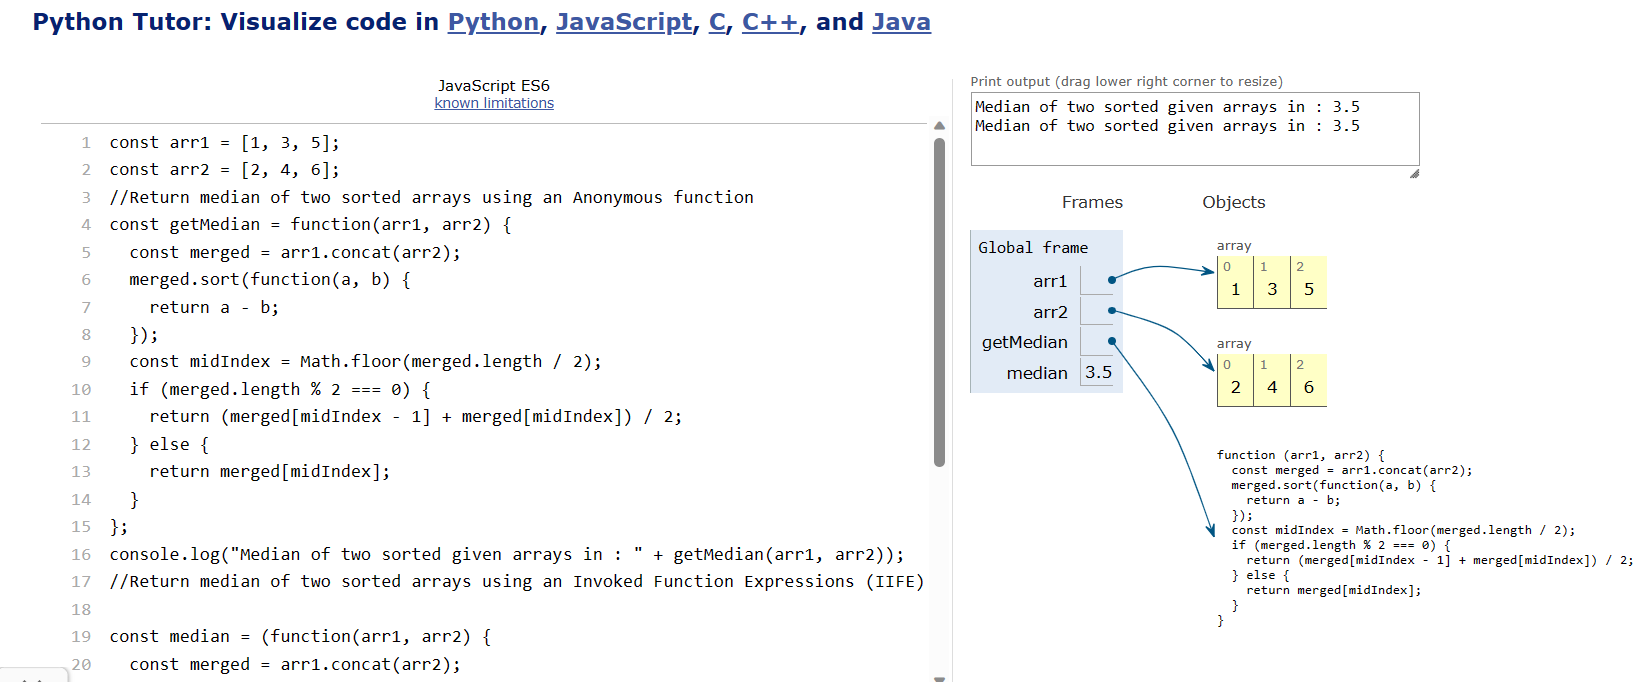 Python Tutor: Visualize code in Python, JavaScript, C, C++, and Java
JavaScript ES6
known limitations
1 const arr1 = [1, 3, 5];
2 const arr2 = [2, 4, 6];
3 //Return median of two sorted arrays using an Anonymous function
4 const getMedian = function(arr1, arr2) {
5 const merged = arr1.concat(arr2);
6 merged.sort(function(a, b) {
7 return a - b;
8 });
9 const midIndex = Math.floor(merged.length / 2);
10 if (merged.length % 2 === 0) {
11 return (merged[midIndex - 1] + merged[midIndex]) / 2;
12 } else {
13 return merged[midIndex];
14 }
15 };
16 console.log("Median of two sorted given arrays in : " + getMedian(arr1, arr2));
17 //Return median of two sorted arrays using an Invoked Function Expressions (IIFE)
18
19 const median = (function(arr1, arr2) {
20 const merged = arr1.concat(arr2);
Print output (drag lower right corner to resize)
Median of two sorted given arrays in : 3.5
Median of two sorted given arrays in : 3.5
Frames
Objects
Global frame
arr1
arr2
getMedian
median 3.5
array
0 1 2
1 3 5
array
0 1 2
2 4 6
function (arr1, arr2) {
const merged = arr1.concat(arr2);
merged.sort(function(a, b) {
return a - b;
});
const midIndex = Math.floor(merged.length / 2);
if (merged.length % 2 === 0) {
return (merged[midIndex - 1] + merged[midIndex]) / 2;
} else {
return merged[midIndex];
}
}